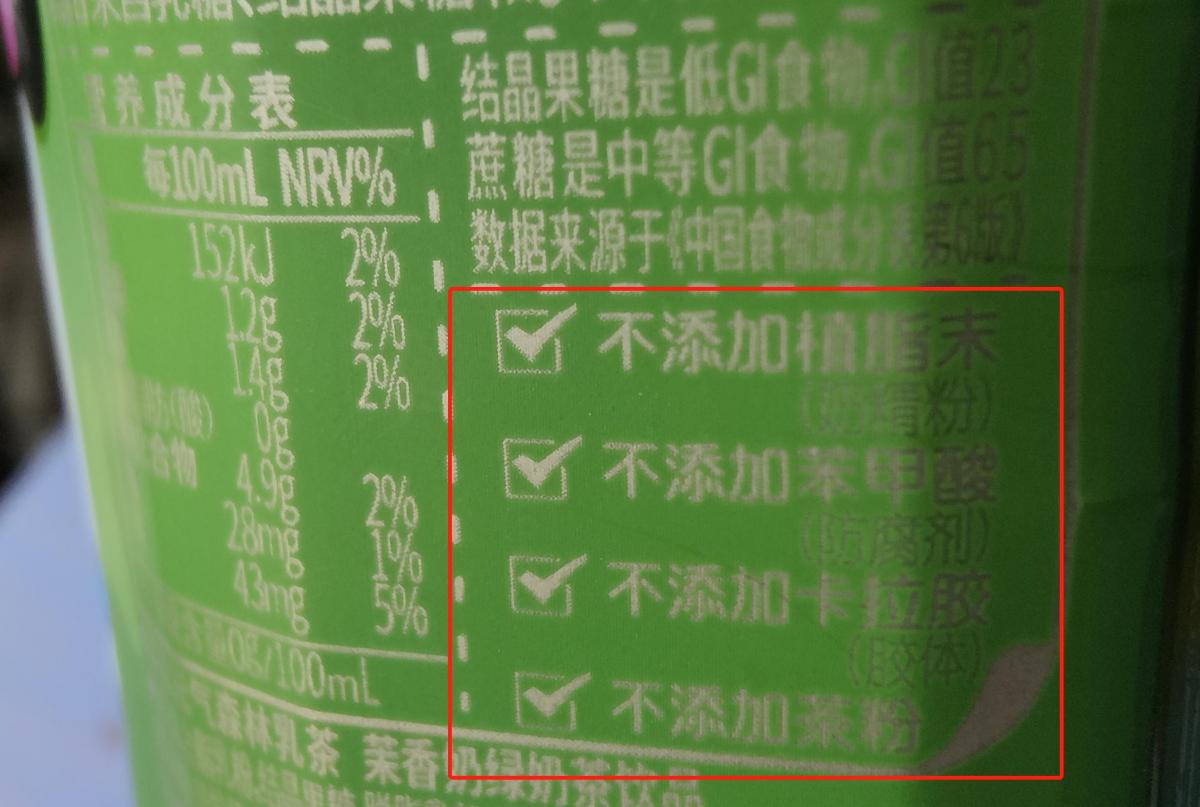 结晶果糖是低GI食物,GI值23
养成分表
蔗糖是中等GI食物,GI值65
每100mL NRV%
数据来源于《中国食物成分表第6版》
152kJ 2%
1.2g 2%
1.4g 2%
0g
4.9g 2%
28mg 1%
43mg 5%
0g/100mL
不添加植脂末
(奶精粉)
不添加苯甲酸
(防腐剂)
不添加卡拉胶
(胶体)
不添加茶粉
气森林乳茶 茉香奶绿奶茶饮品